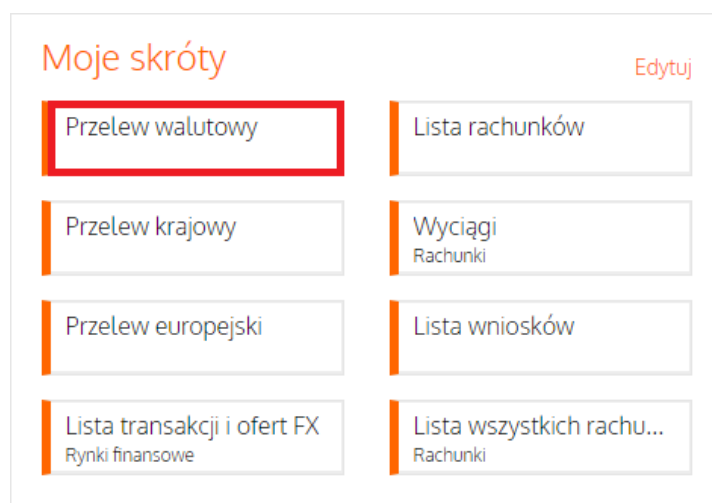 Moje skróty
Edytuj
Przelew walutowy
Lista rachunków
Przelew krajowy
Wyciągi
Rachunki
Przelew europejski
Lista wniosków
Lista transakcji i ofert FX
Rynki finansowe
Lista wszystkich rachu...
Rachunki